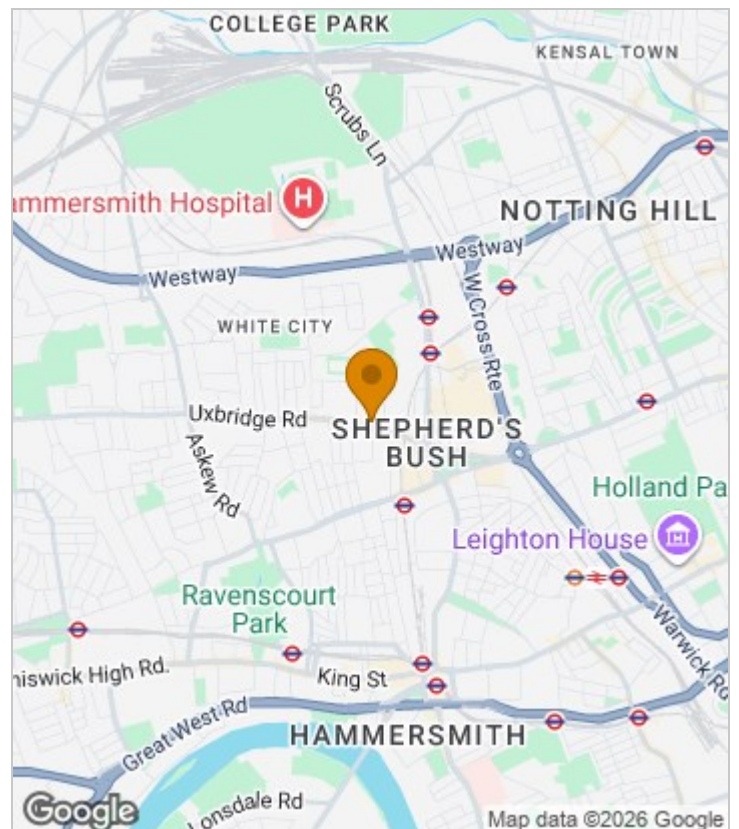 COLLEGE PARK
KENSAL TOWN
Scrubs Ln
ammersmith Hospital
H
NOTTING HILL
Westway
Westway
W Cross Rte
WHITE CITY
Uxbridge Rd
SHEPHERD'S
BUSH
Askew Rd
Holland Pa
Leighton House
Ravenscourt
Park
Warwick Rd
hiswick High Rd.
King St
Great West Rd
HAMMERSMITH
Lonsdale Rd
Google
Map data ©2026 Google